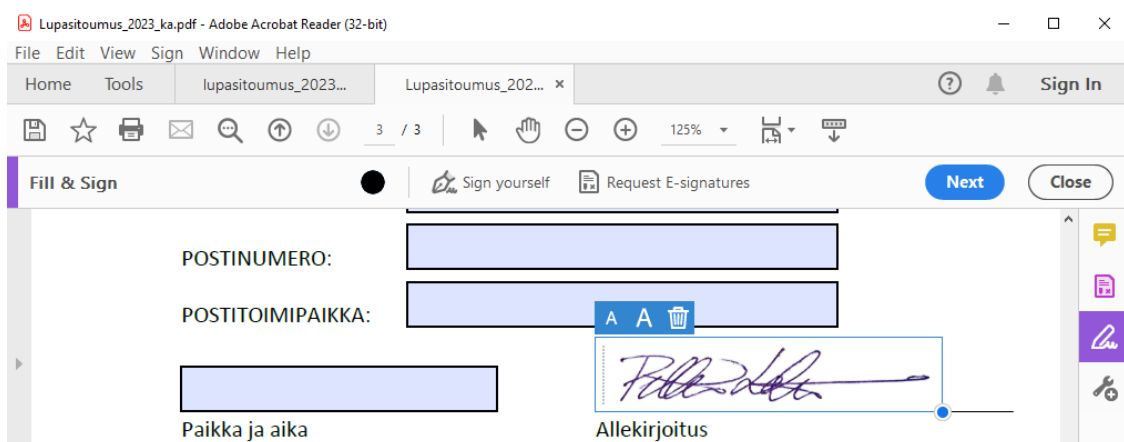 Lupasitoumus_2023_ka.pdf - Adobe Acrobat Reader (32-bit)
File Edit View Sign Window Help
Home Tools lupasitoumus_2023... Lupasitoumus_202... × ? Sign In
3 / 3 125%
Fill & Sign Sign yourself Request E-signatures Next Close
POSTINUMERO:
POSTITOIMIPAIKKA:
A A
Paikka ja aika Allekirjoitus